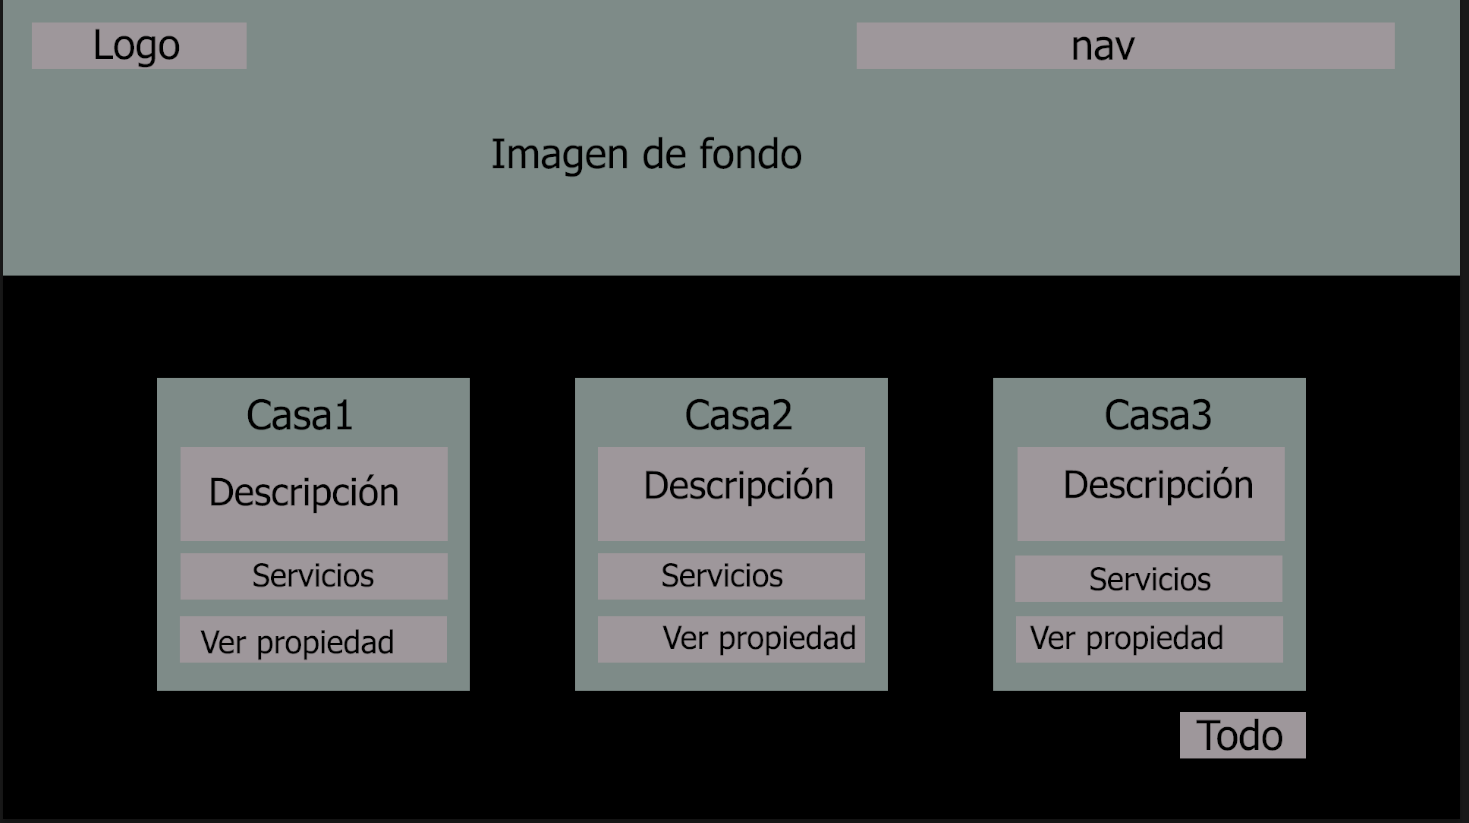 Logo
nav
Imagen de fondo
Casa1
Descripción
Servicios
Ver propiedad
Casa2
Descripción
Servicios
Ver propiedad
Casa3
Descripción
Servicios
Ver propiedad
Todo